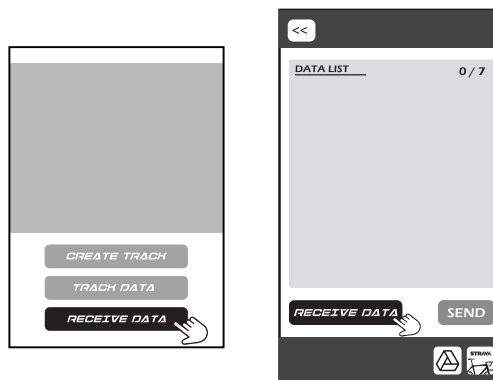 CREATE TRACK
TRACK DATA
RECEIVE DATA
<<
DATA LIST 0 / 7
RECEIVE DATA SEND
STRAVA